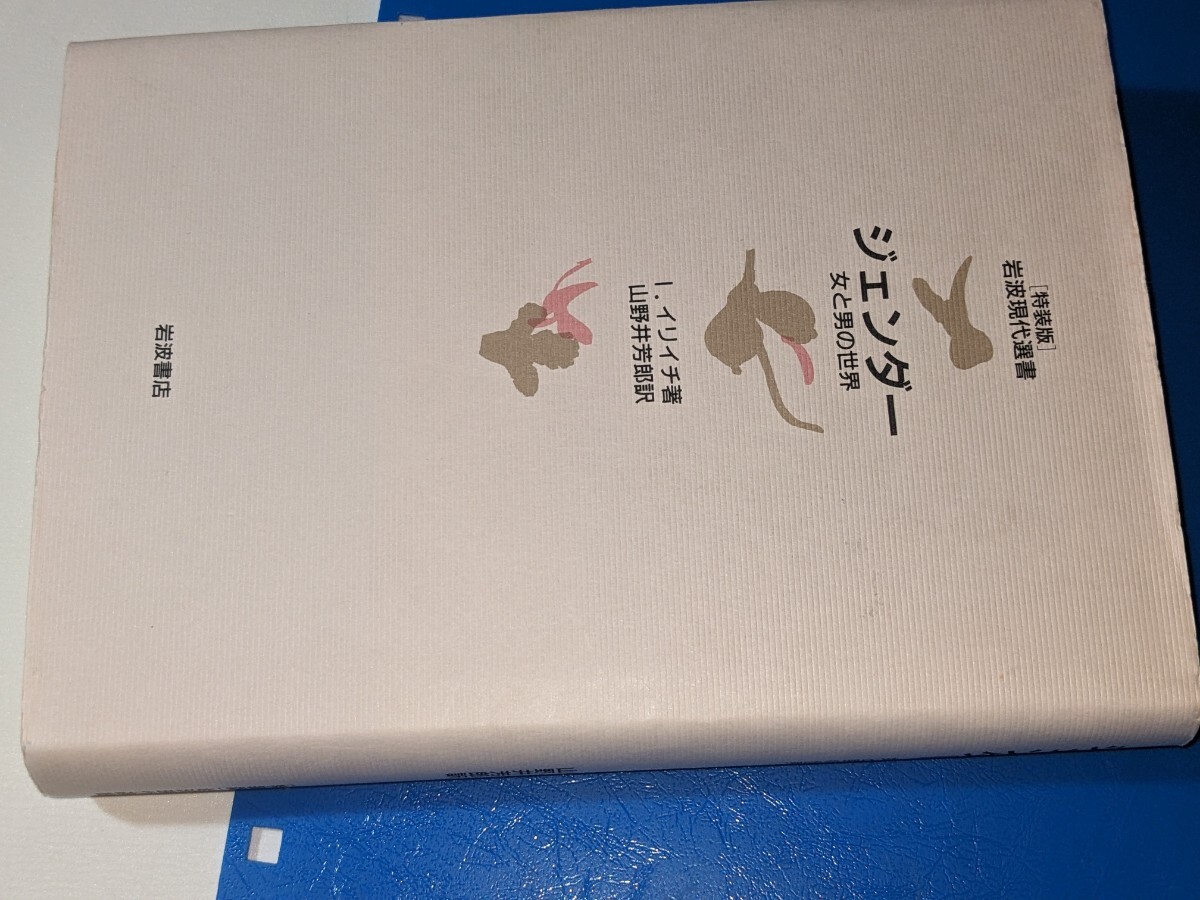 ［特装版］
岩波現代選書
ジェンダー
女と男の世界
I. イリイチ著
山野井芳郎訳
岩波書店